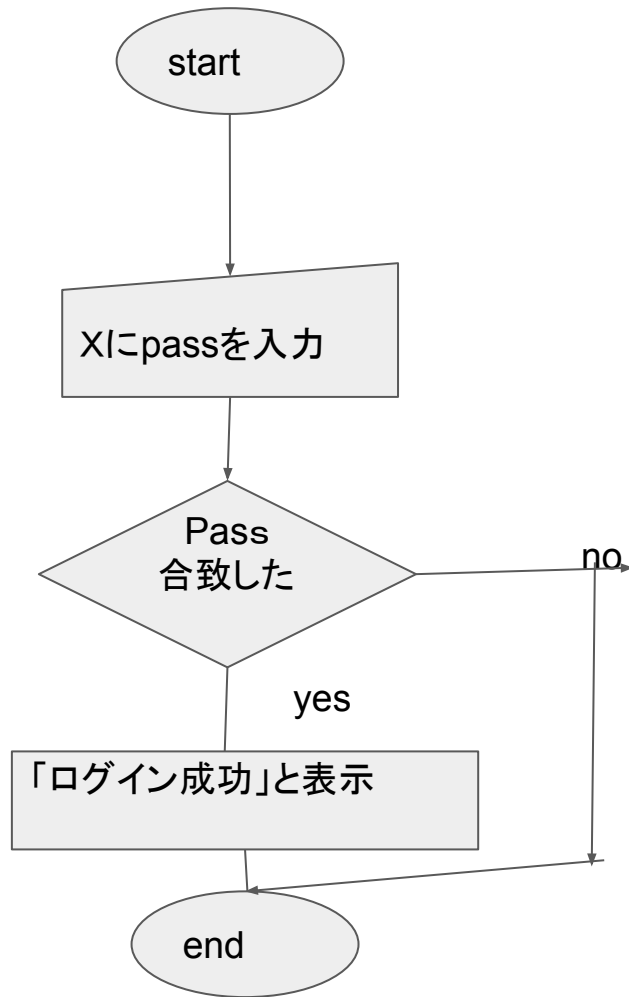 start
Xにpassを入力
Pass
合致した
no
yes
「ログイン成功」と表示
end